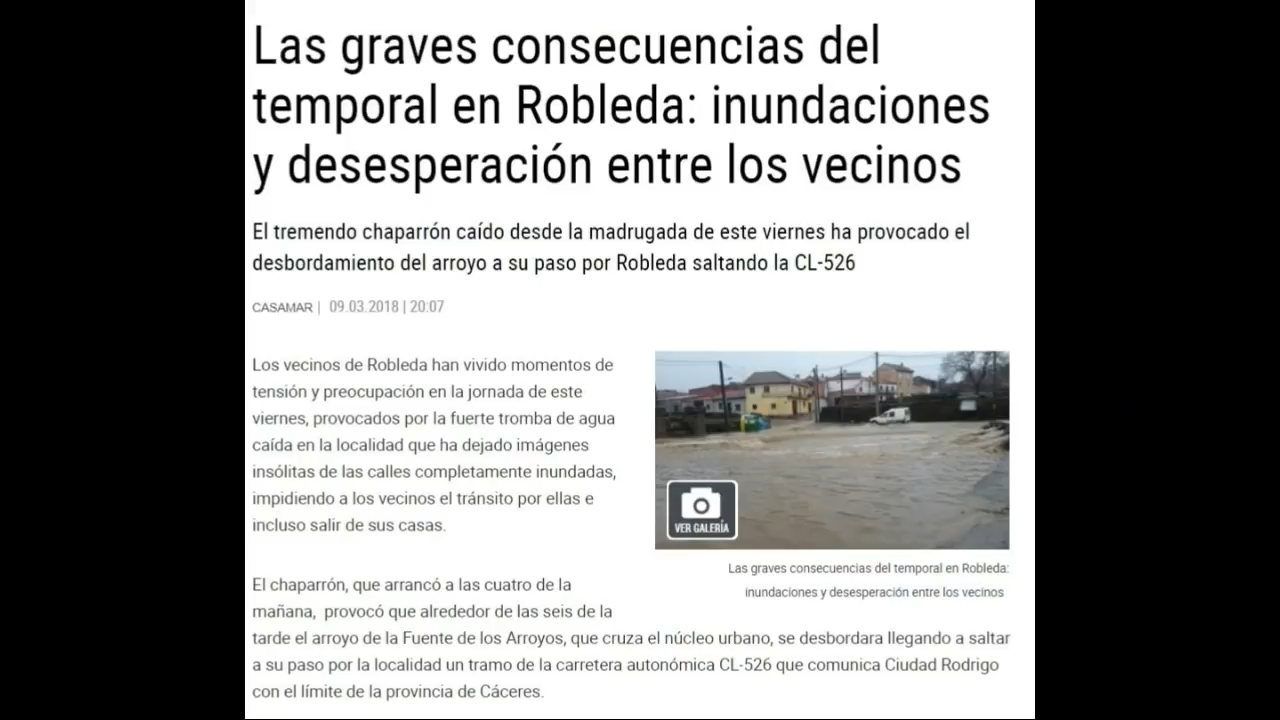 Las graves consecuencias del
temporal en Robleda: inundaciones
y desesperación entre los vecinos
El tremendo chaparrón caído desde la madrugada de este viernes ha provocado el
desbordamiento del arroyo a su paso por Robleda saltando la CL-526
CASAMAR | 09.03.2018 | 20:07
Los vecinos de Robleda han vivido momentos de
tensión y preocupación en la jornada de este
viernes, provocados por la fuerte tromba de agua
caída en la localidad que ha dejado imágenes
insólitas de las calles completamente inundadas,
impidiendo a los vecinos el tránsito por ellas e
incluso salir de sus casas.
VER GALERÍA
Las graves consecuencias del temporal en Robleda:
inundaciones y desesperación entre los vecinos
El chaparrón, que arrancó a las cuatro de la
mañana, provocó que alrededor de las seis de la
tarde el arroyo de la Fuente de los Arroyos, que cruza el núcleo urbano, se desbordara llegando a saltar
a su paso por la localidad un tramo de la carretera autonómica CL-526 que comunica Ciudad Rodrigo
con el límite de la provincia de Cáceres.